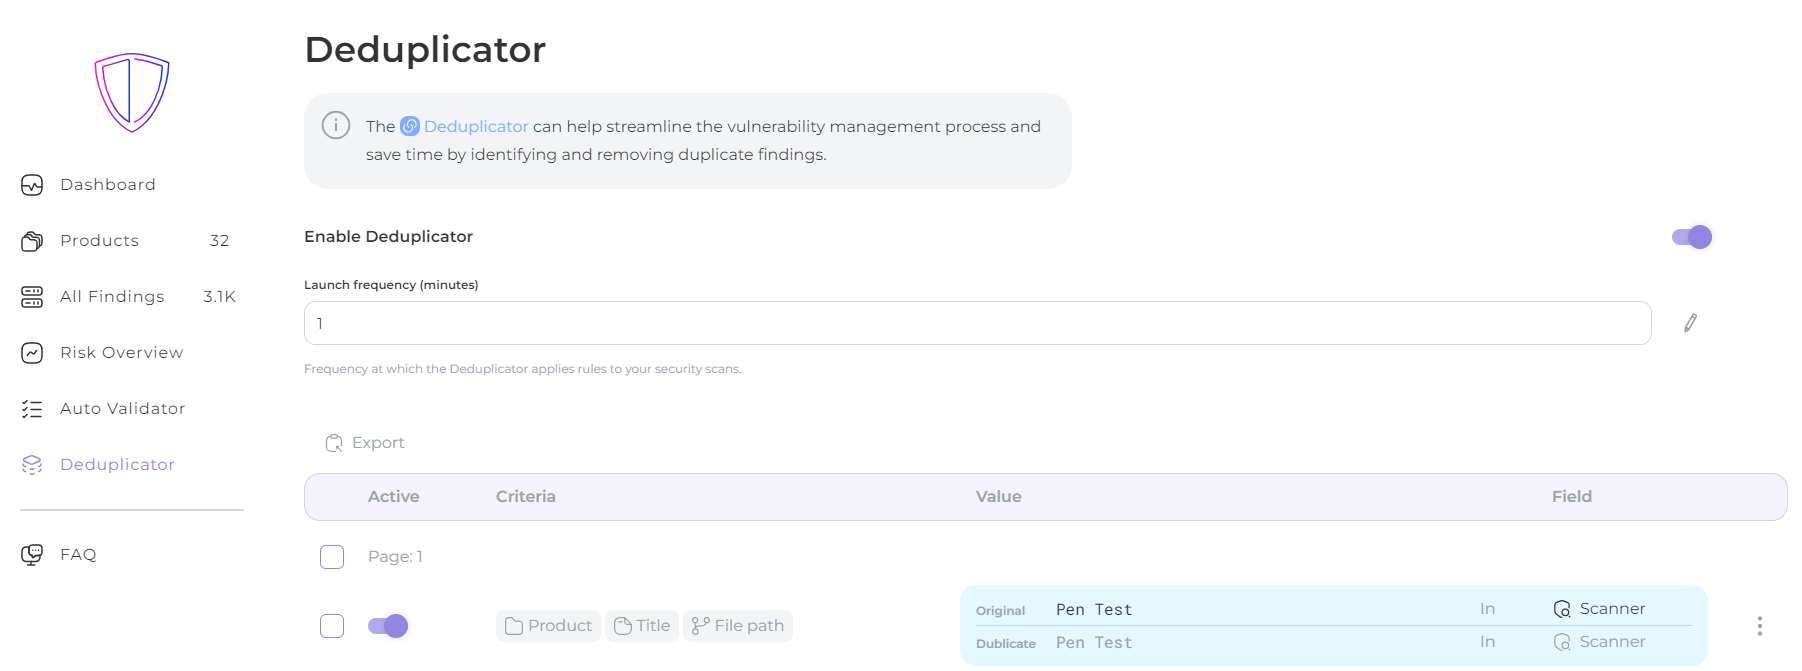 Deduplicator
The Deduplicator can help streamline the vulnerability management process and
save time by identifying and removing duplicate findings.
Dashboard
Products 32
All Findings 3.1K
Risk Overview
Auto Validator
Deduplicator
FAQ
Enable Deduplicator
Launch frequency (minutes)
1
Frequency at which the Deduplicator applies rules to your security scans.
Export
Active Criteria Value Field
Page: 1
Product Title File path
Original Pen Test In Scanner
Dublicate Pen Test In Scanner